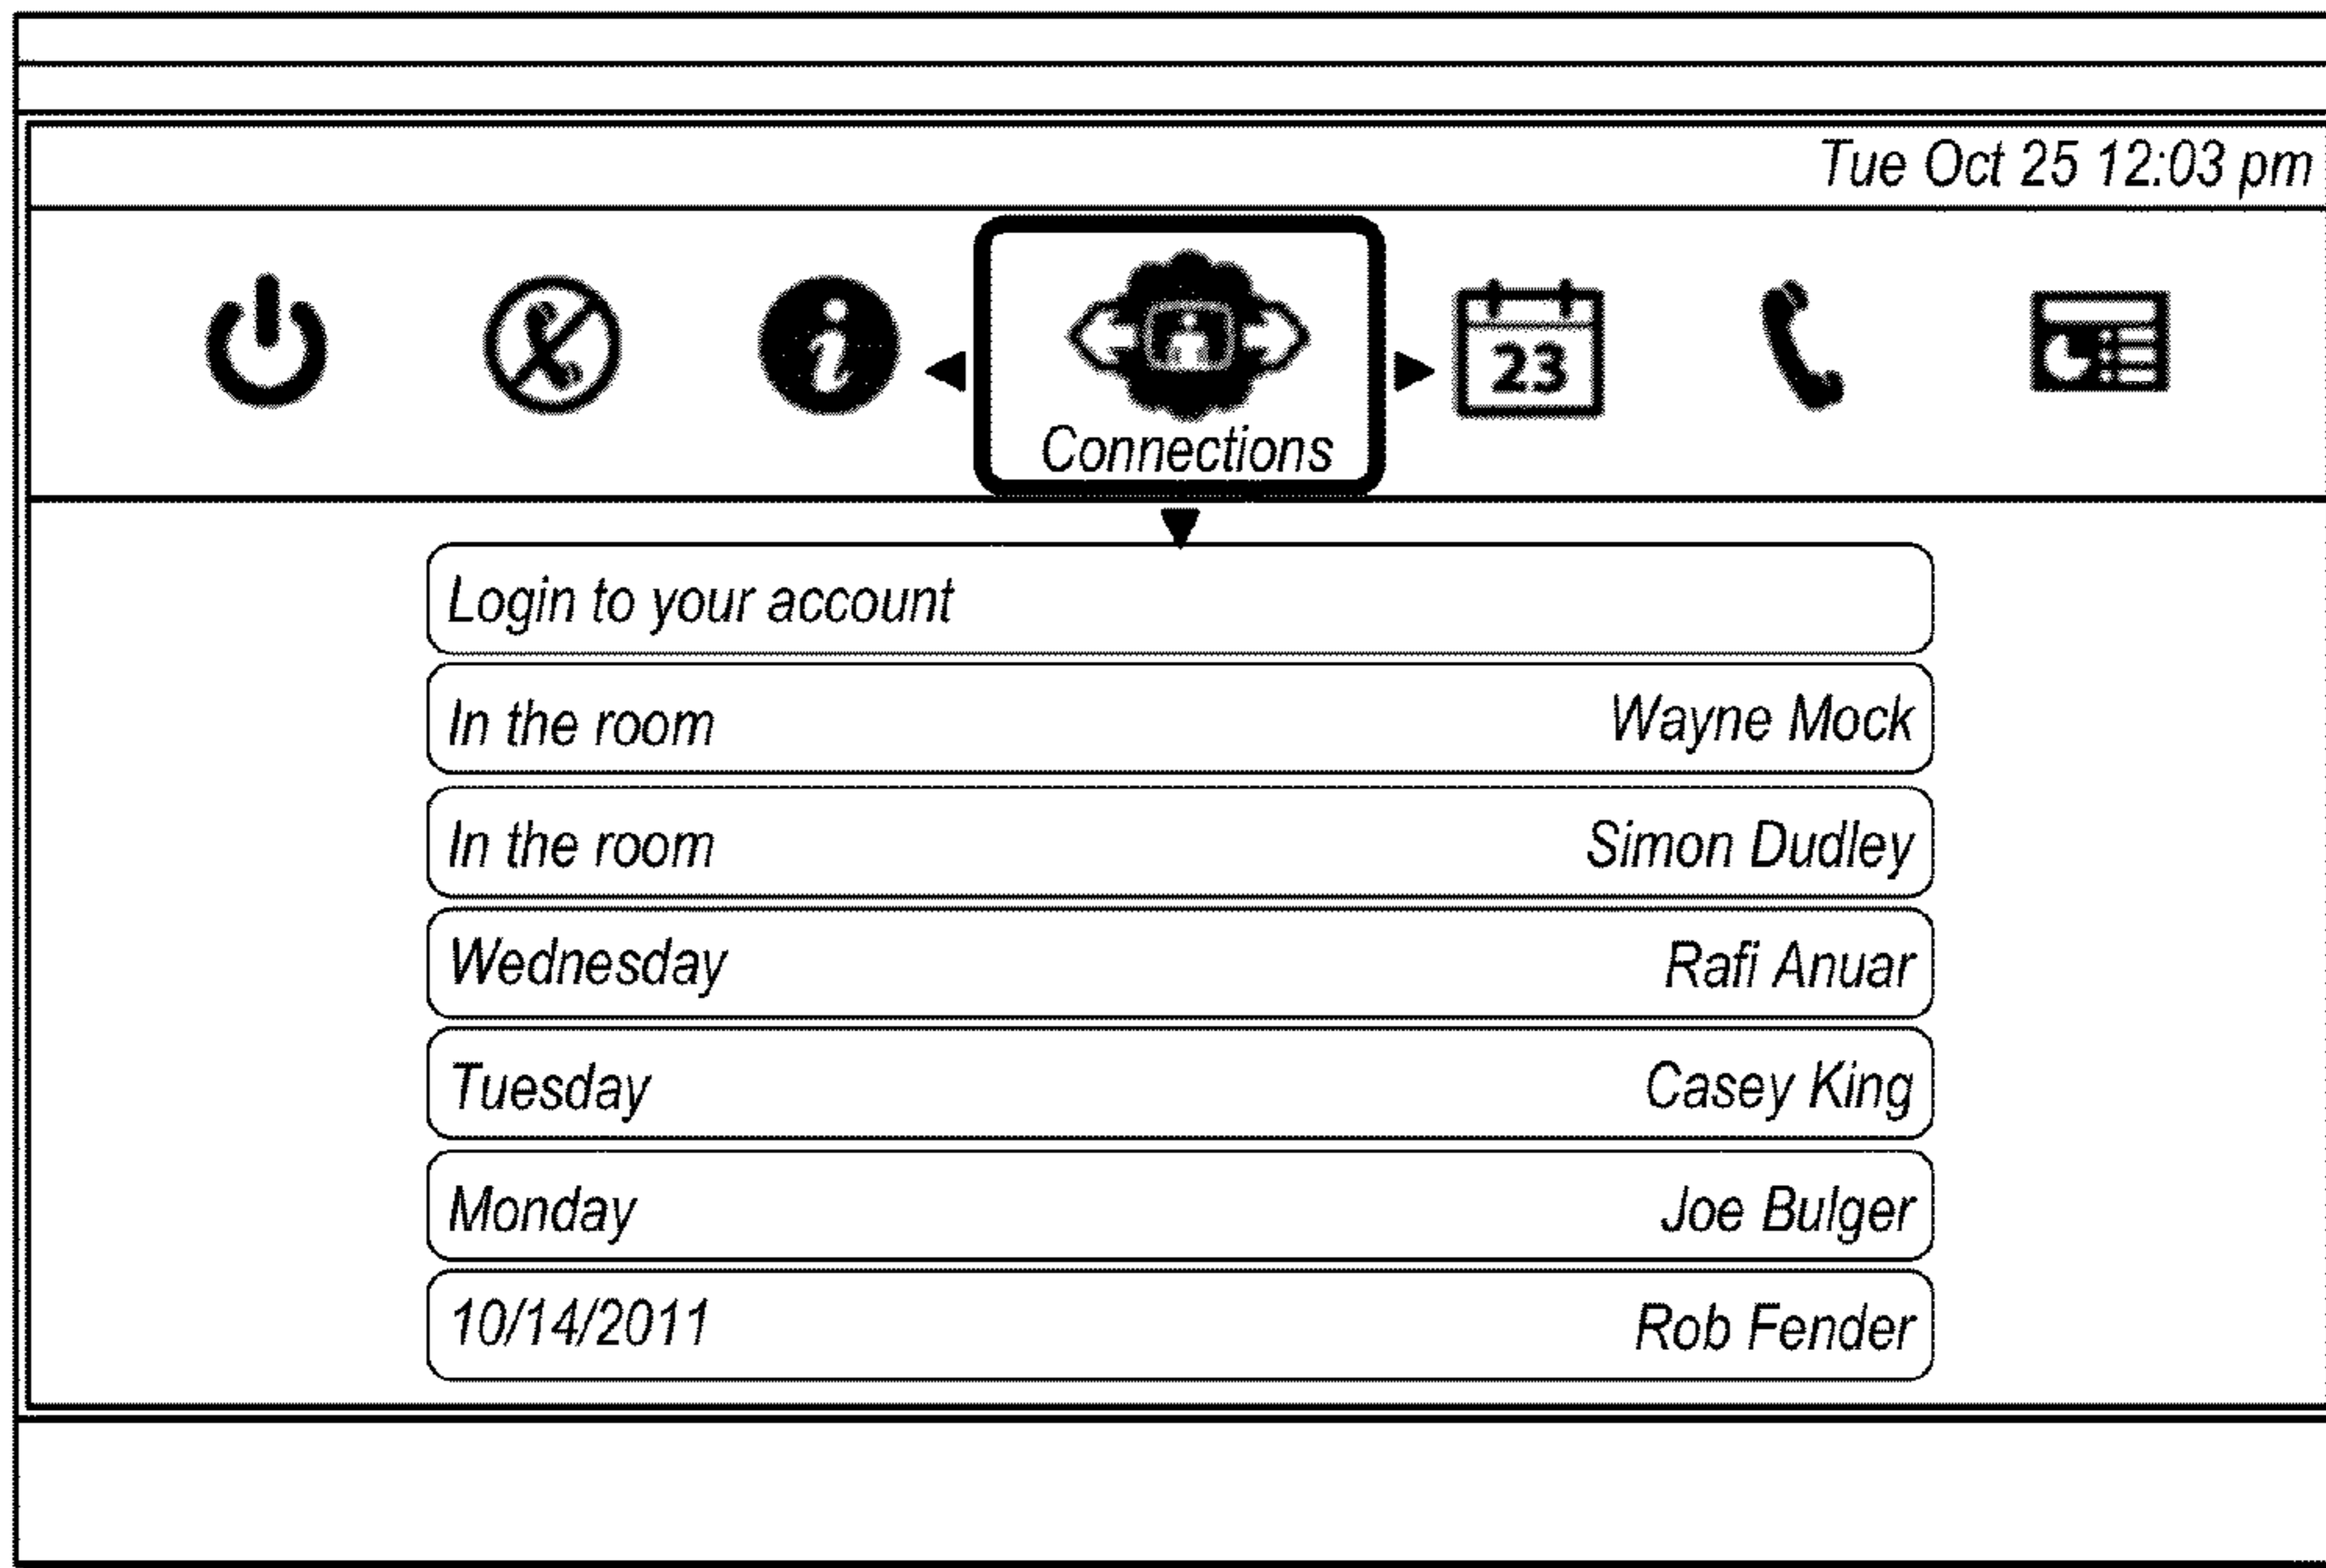 Tue Oct 25 12:03 pm
23
Connections
Login to your account
In the room Wayne Mock
In the room Simon Dudley
Wednesday Rafi Anuar
Tuesday Casey King
Monday Joe Bulger
10/14/2011 Rob Fender